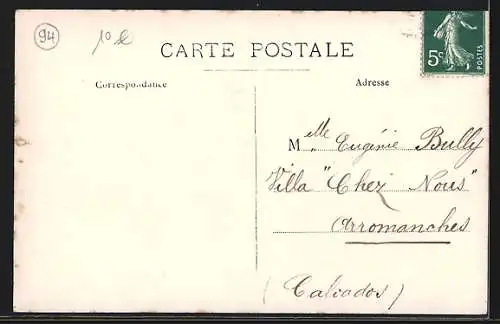 94
10
CARTE POSTALE
Correspondance
Adresse
5c
POSTES
Mlle Eugénie Bully
Villa "Chez Nous"
Arromanches
(Calvados)